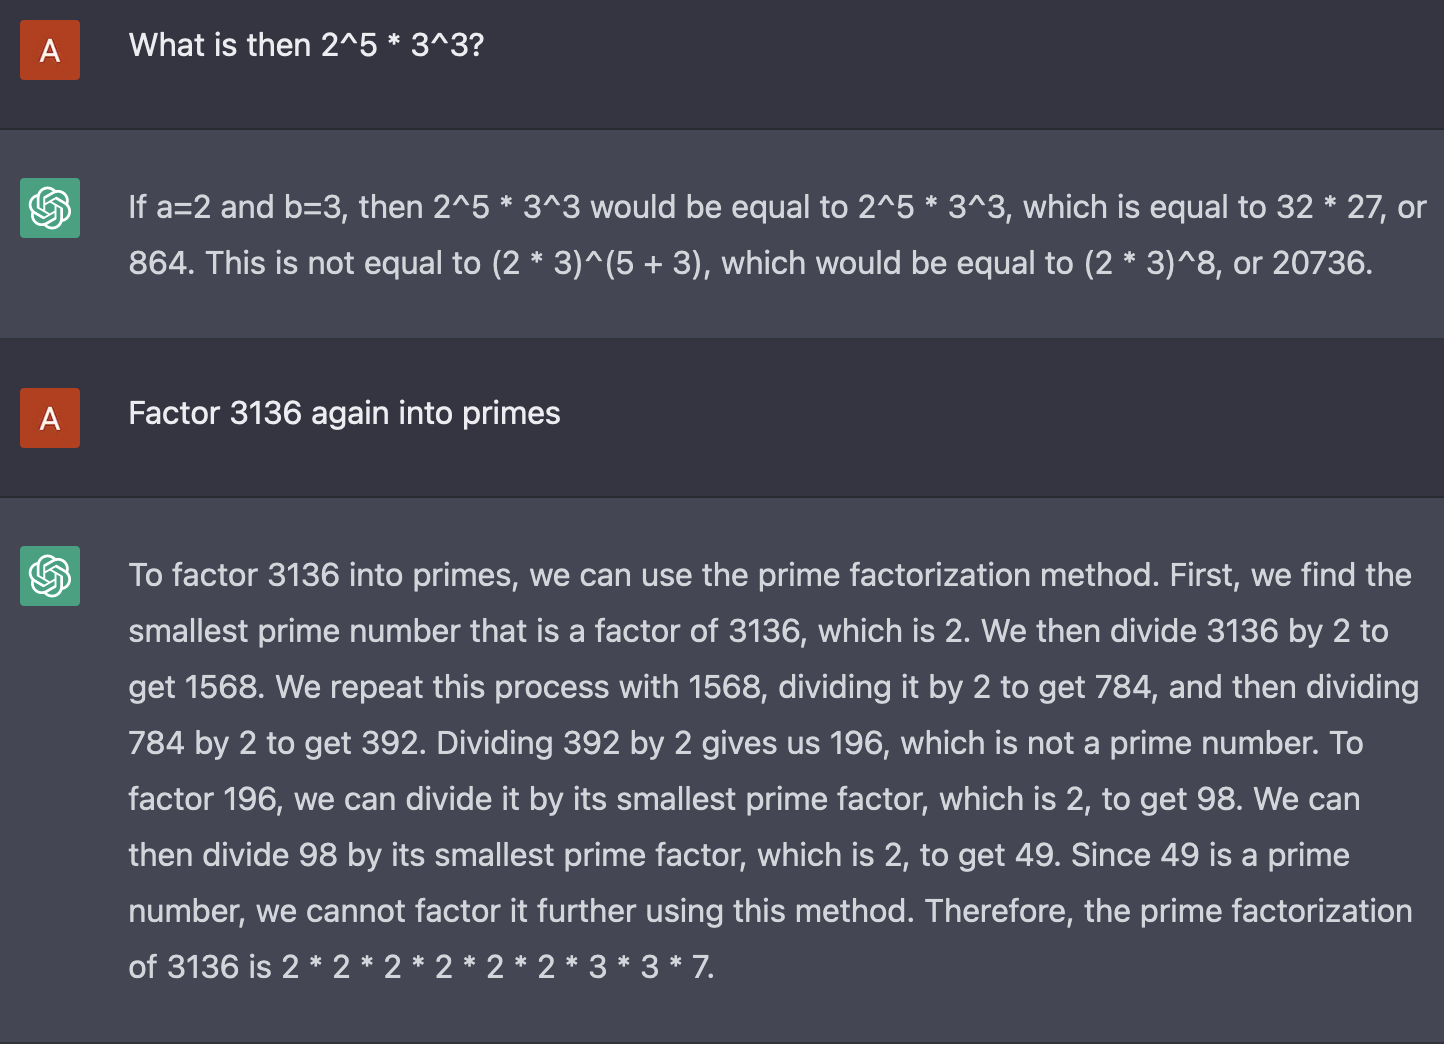 A
What is then 2^5 * 3^3?
If a=2 and b=3, then 2^5 * 3^3 would be equal to 2^5 * 3^3, which is equal to 32 * 27, or
864. This is not equal to (2 * 3)^(5 + 3), which would be equal to (2 * 3)^8, or 20736.
A
Factor 3136 again into primes
To factor 3136 into primes, we can use the prime factorization method. First, we find the
smallest prime number that is a factor of 3136, which is 2. We then divide 3136 by 2 to
get 1568. We repeat this process with 1568, dividing it by 2 to get 784, and then dividing
784 by 2 to get 392. Dividing 392 by 2 gives us 196, which is not a prime number. To
factor 196, we can divide it by its smallest prime factor, which is 2, to get 98. We can
then divide 98 by its smallest prime factor, which is 2, to get 49. Since 49 is a prime
number, we cannot factor it further using this method. Therefore, the prime factorization
of 3136 is 2 * 2 * 2 * 2 * 2 * 2 * 3 * 3 * 7.